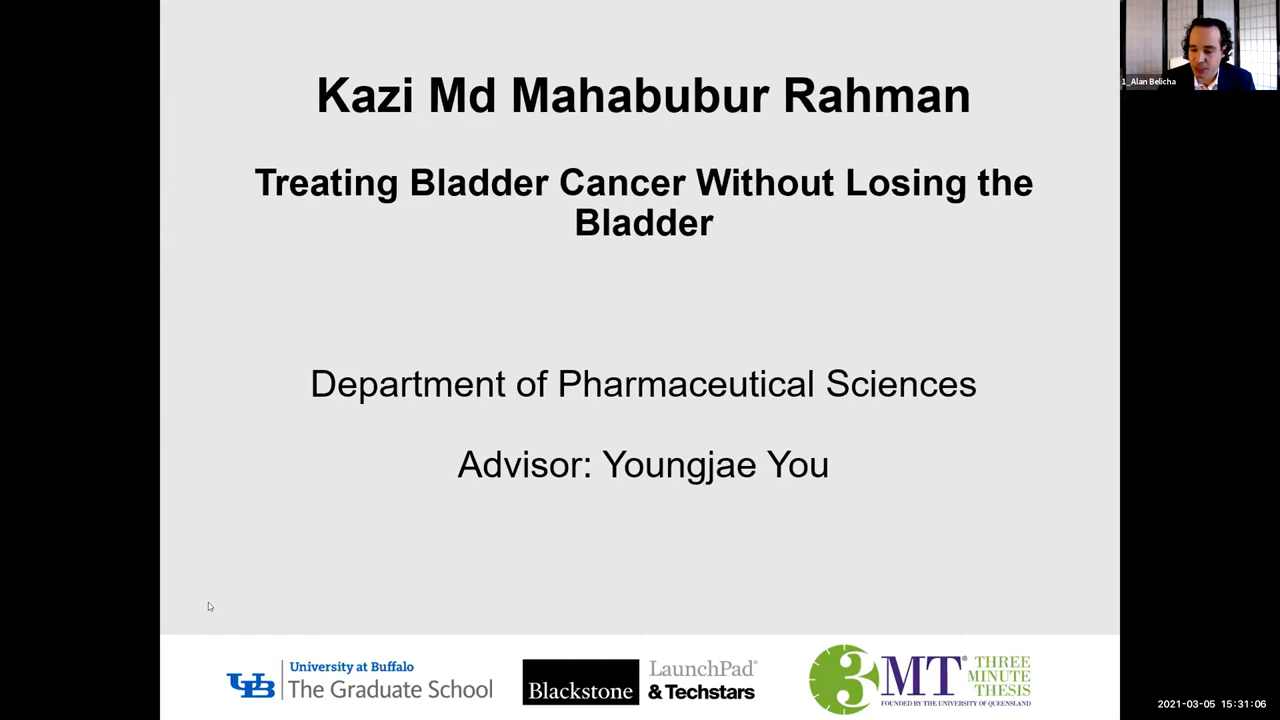 Kazi Md Mahabubur Rahman
Treating Bladder Cancer Without Losing the
Bladder
Department of Pharmaceutical Sciences
Advisor: Youngjae You
1_Alan Belicha
UB
University at Buffalo
The Graduate School
Blackstone
LaunchPad®
& Techstars
3MT®
THREE
MINUTE
THESIS
FOUNDED BY THE UNIVERSITY OF QUEENSLAND
2021-03-05 15:31:06